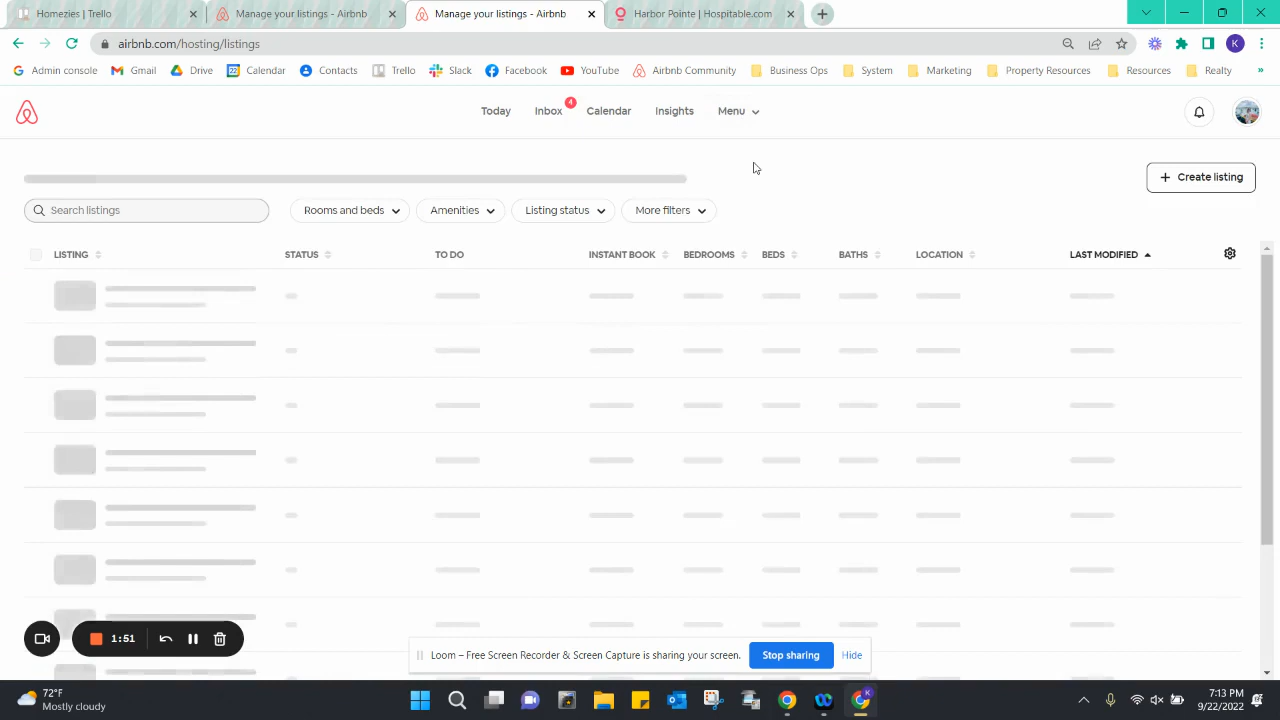 Homezies | Trello
Manage your listings - Airbnb
Manage your listings - Airbnb
Harbor Pointe | Hospitable.com
airbnb.com/hosting/listings
K
Admin console
Gmail
Drive
Calendar
Contacts
Trello
Slack
Facebook
YouTube
Airbnb Community
Business Ops
System
Marketing
Property Resources
Resources
Realty
»
Today
Inbox
4
Calendar
Insights
Menu
Create listing
Search listings
Rooms and beds
Amenities
Listing status
More filters
LISTING
STATUS
TO DO
INSTANT BOOK
BEDROOMS
BEDS
BATHS
LOCATION
LAST MODIFIED
1:51
Loom – Free Screen Recorder & Screen Capture is sharing your screen.
Stop sharing
Hide
72°F
Mostly cloudy
K
7:13 PM
9/22/2022